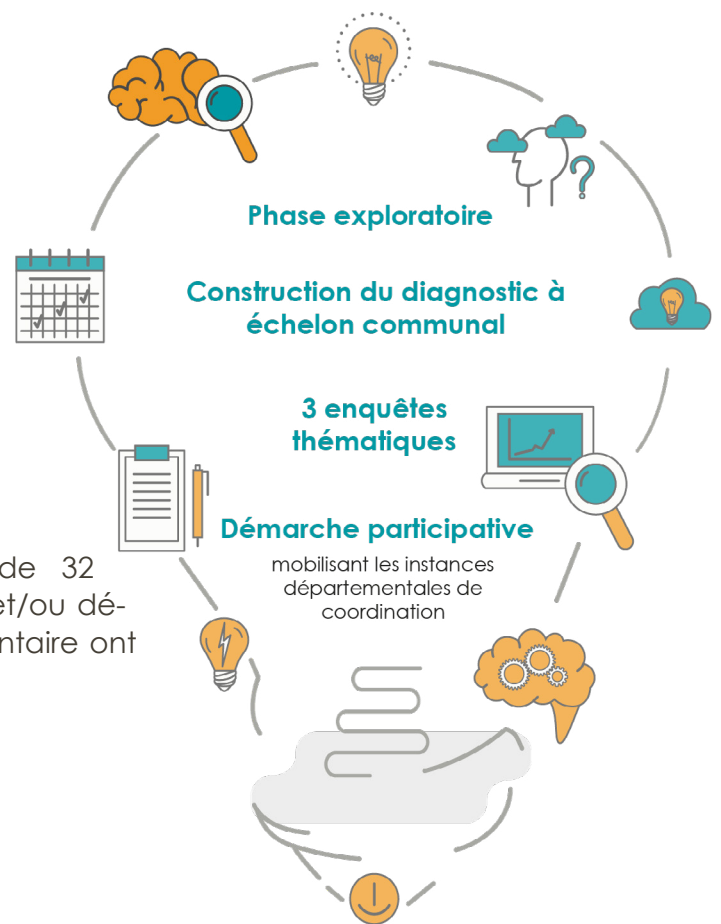 Phase exploratoire
Construction du diagnostic à
échelon communal
3 enquêtes
thématiques
Démarche participative
mobilisant les instances
départementales de
coordination
de 32
et/ou dé-
ntaire ont